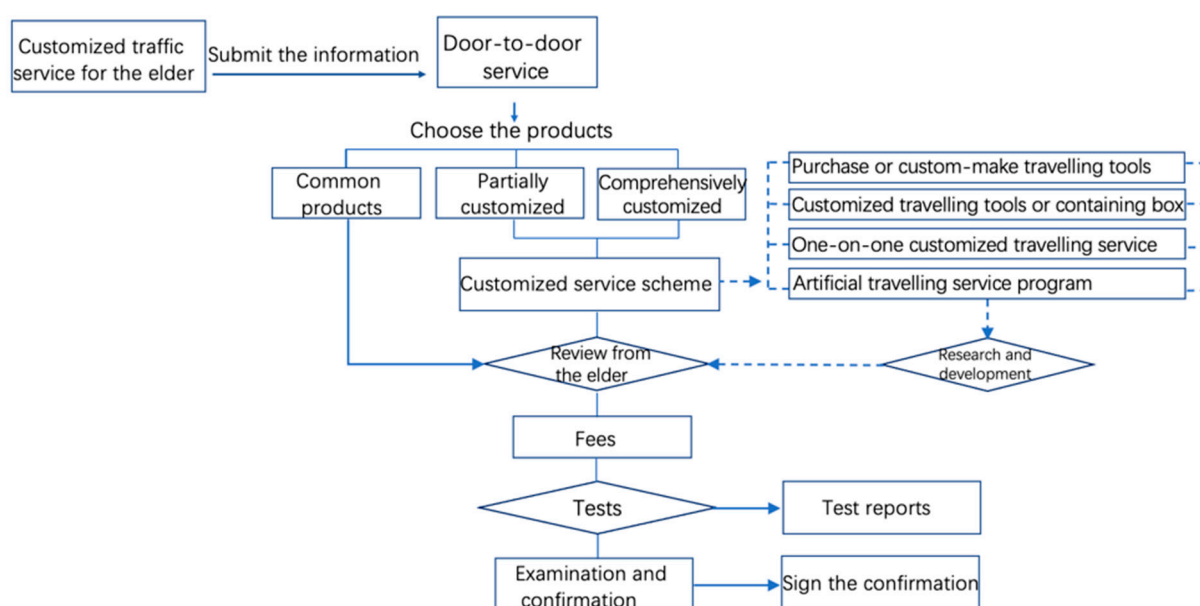 Customized traffic
service for the elder
Submit the information
Door-to-door
service
Choose the products
Common
products
Partially
customized
Comprehensively
customized
Purchase or custom-make travelling tools
Customized travelling tools or containing box
One-on-one customized travelling service
Artificial travelling service program
Customized service scheme
Review from
the elder
Research and
development
Fees
Tests
Test reports
Examination and
confirmation
Sign the confirmation